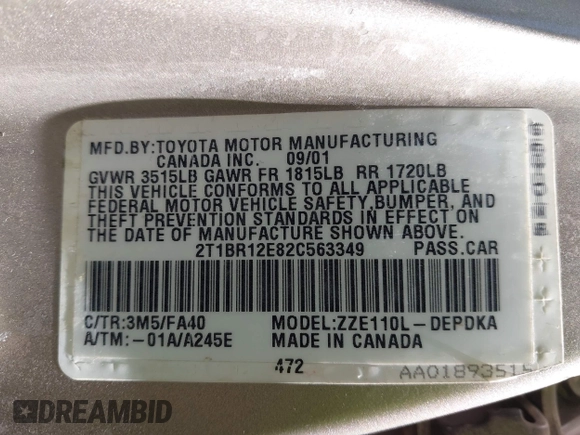 MFD.BY:TOYOTA MOTOR MANUFACTURING
CANADA INC. 09/01
GVWR 3515LB GAWR FR 1815LB RR 1720LB
THIS VEHICLE CONFORMS TO ALL APPLICABLE
FEDERAL MOTOR VEHICLE SAFETY,BUMPER, AND
THEFT PREVENTION STANDARDS IN EFFECT ON
THE DATE OF MANUFACTURE SHOWN ABOVE.
2T1BR12E82C563349 PASS.CAR
C/TR:3M5/FA40 MODEL:ZZE110L-DEPDKA
A/TM:-01A/A245E MADE IN CANADA
472
DREAMBID